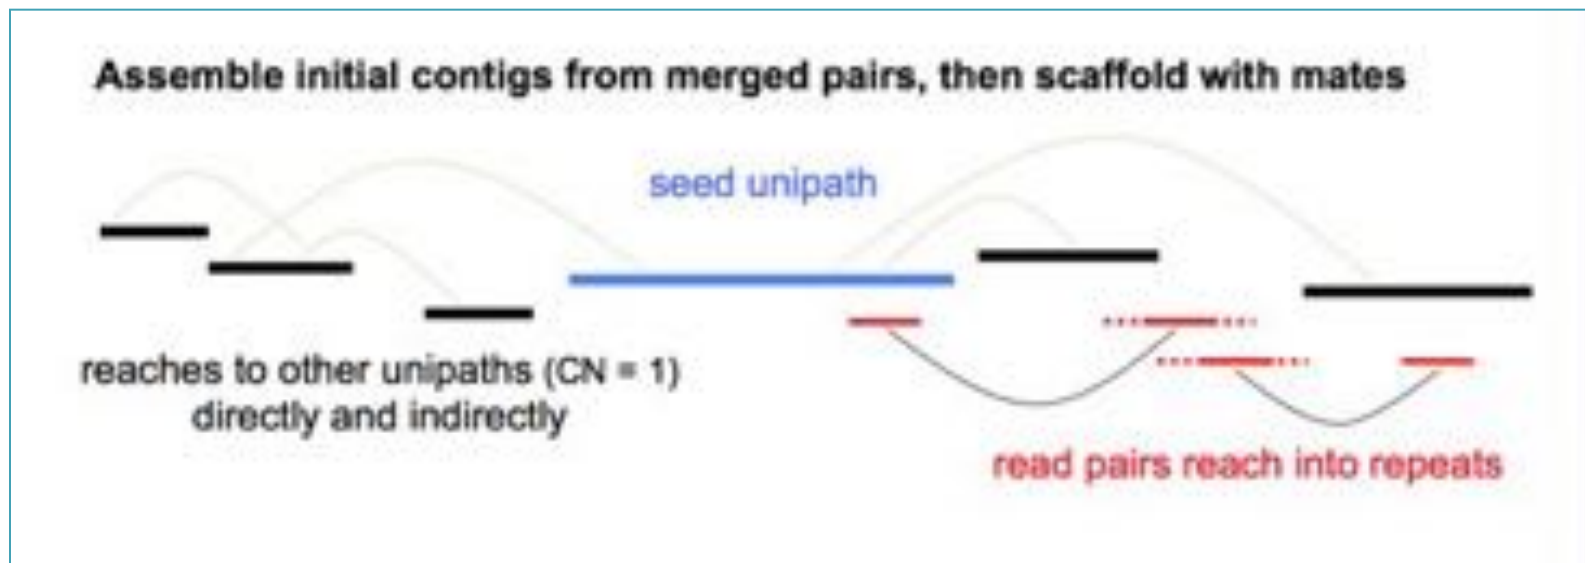 Assemble initial contigs from merged pairs, then scaffold with mates
seed unipath
reaches to other unipaths (CN = 1)
directly and indirectly
read pairs reach into repeats